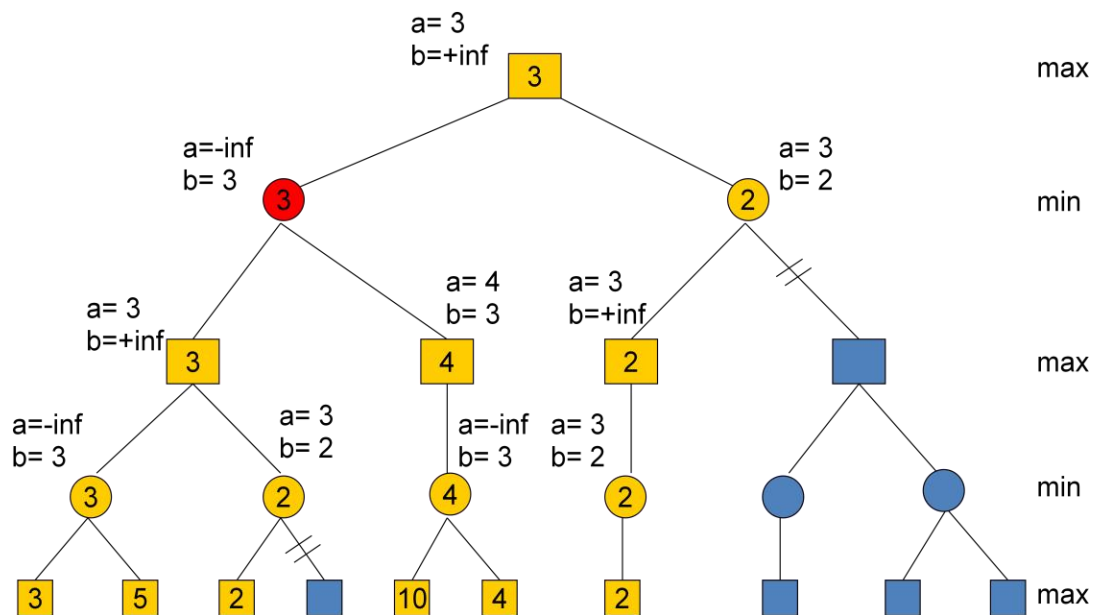 a= 3
b=+inf
3
max
a=-inf
b= 3
3
a= 3
b= 2
2
min
a= 3
b=+inf
3
a= 4
b= 3
4
a= 3
b=+inf
2
max
a=-inf
b= 3
3
a= 3
b= 2
2
a=-inf
b= 3
4
a= 3
b= 2
2
min
3
5
2
10
4
2
max